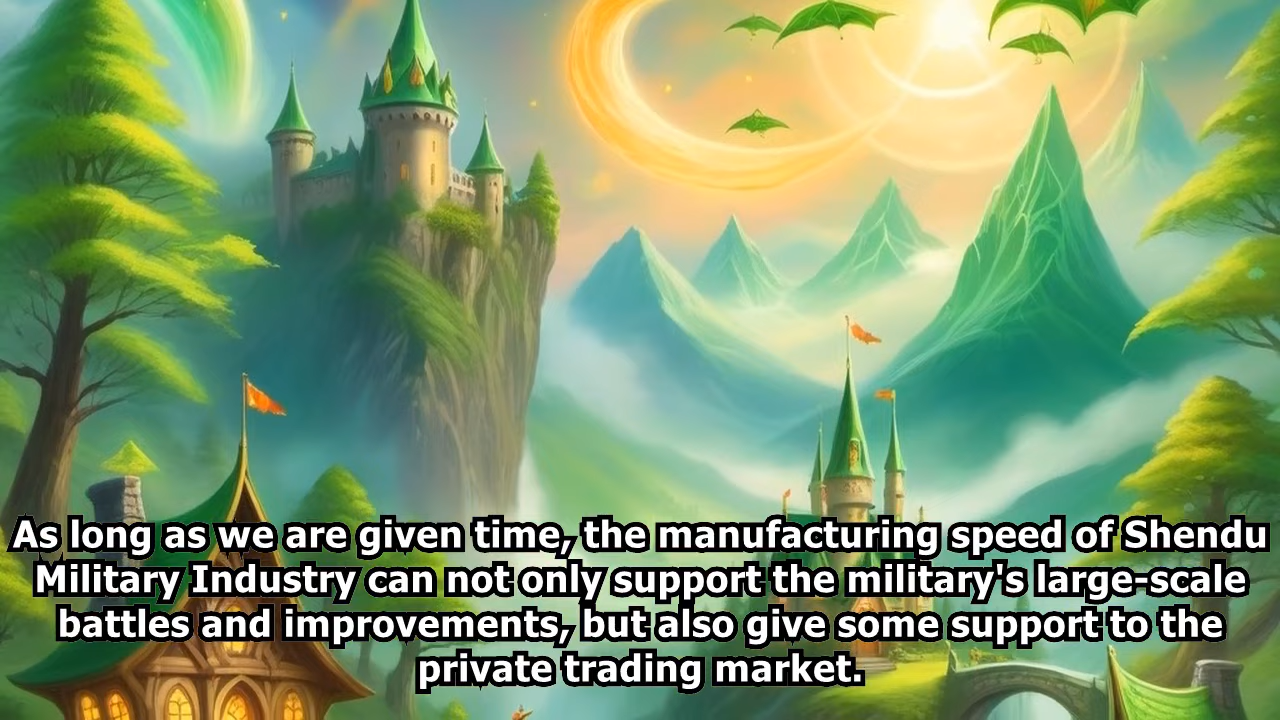 As long as we are given time, the manufacturing speed of Shendu
Military Industry can not only support the military's large-scale
battles and improvements, but also give some support to the
private trading market.